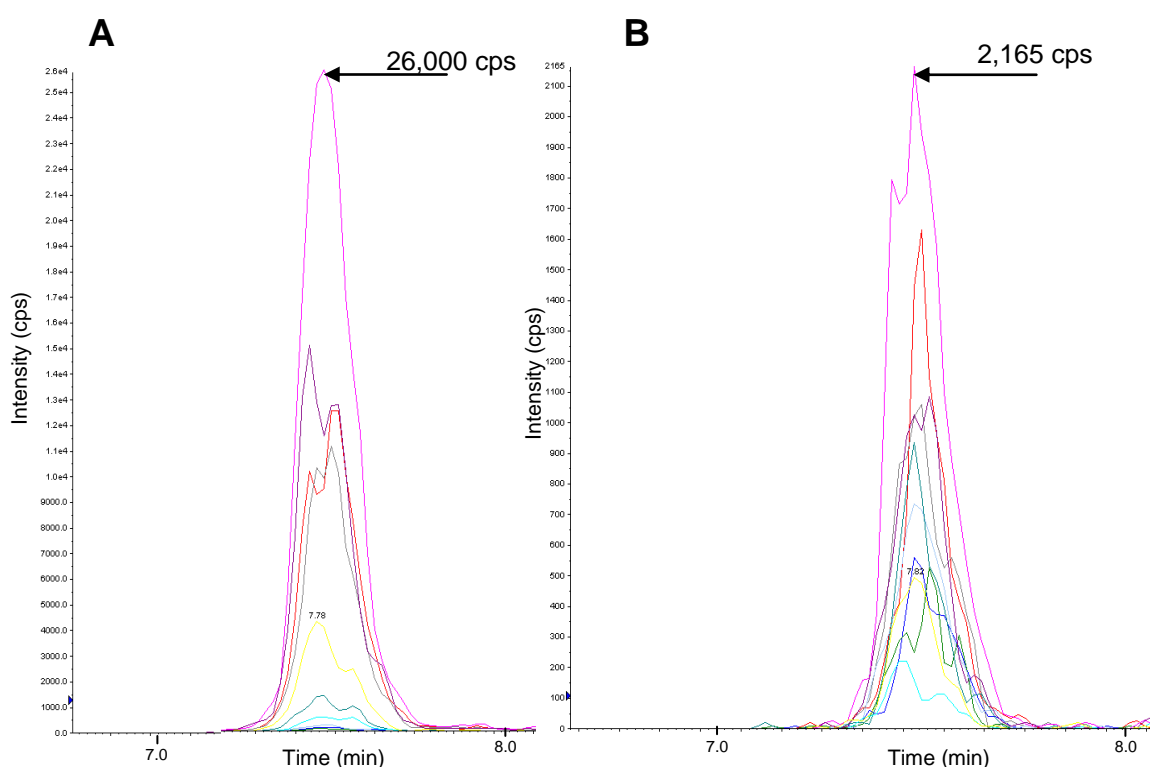 A
26,000 cps
2.6e4
2.5e4
2.4e4
2.3e4
2.2e4
2.1e4
2.0e4
1.9e4
1.8e4
1.7e4
1.6e4
1.5e4
1.4e4
1.3e4
1.2e4
1.1e4
1.0e4
9000.0
8000.0
7000.0
6000.0
5000.0
4000.0
3000.0
2000.0
1000.0
0.0
Intensity (cps)
7.78
7.0
8.0
Time (min)
B
2,165 cps
2165
2100
2000
1900
1800
1700
1600
1500
1400
1300
1200
1100
1000
900
800
700
600
500
400
300
200
100
0
Intensity (cps)
7.82
7.0
8.0
Time (min)